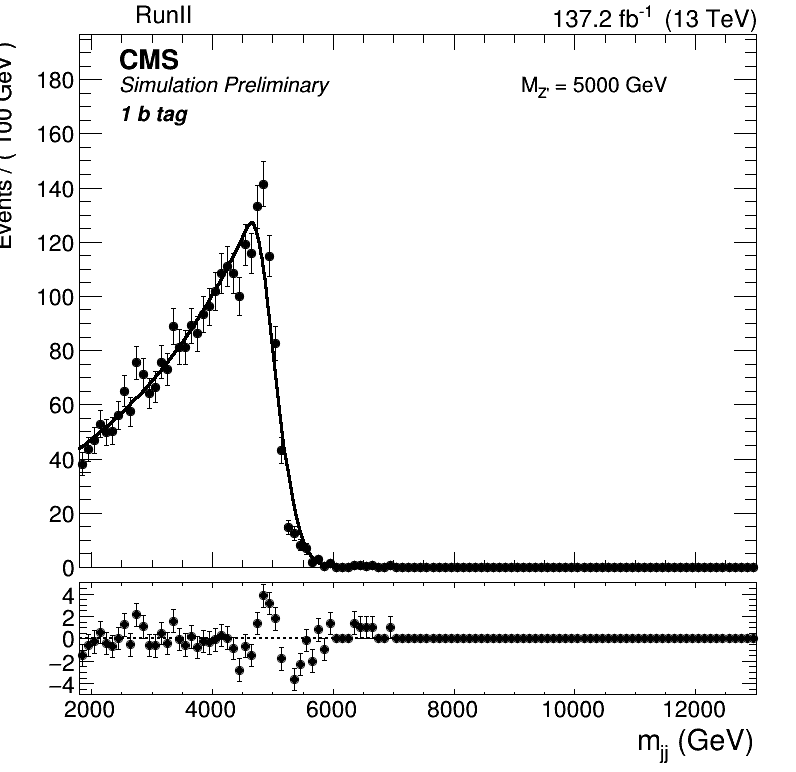 RunII 137.2 fb-1 (13 TeV)
CMS
Simulation Preliminary
1 b tag
MZ' = 5000 GeV
Events / ( 100 GeV )
180
160
140
120
100
80
60
40
20
0
4
2
0
−2
−4
2000 4000 6000 8000 10000 12000
mjj (GeV)